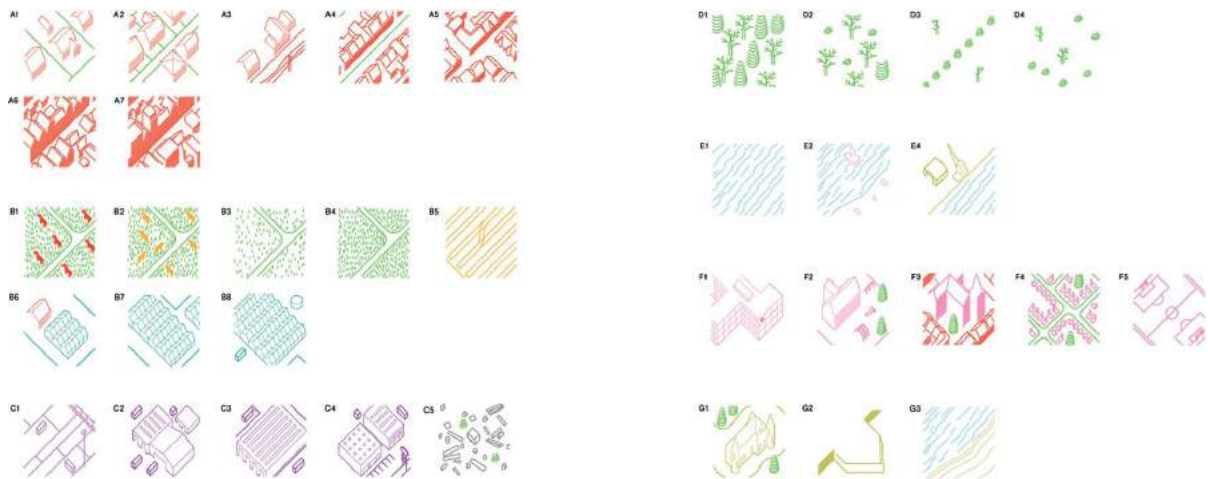 A1 A2 A3 A4 A5
A6 A7
B1 B2 B3 B4 B5
B6 B7 B8
C1 C2 C3 C4 C5
D1 D2 D3 D4
E1 E2 E4
F1 F2 F3 F4 F5
G1 G2 G3